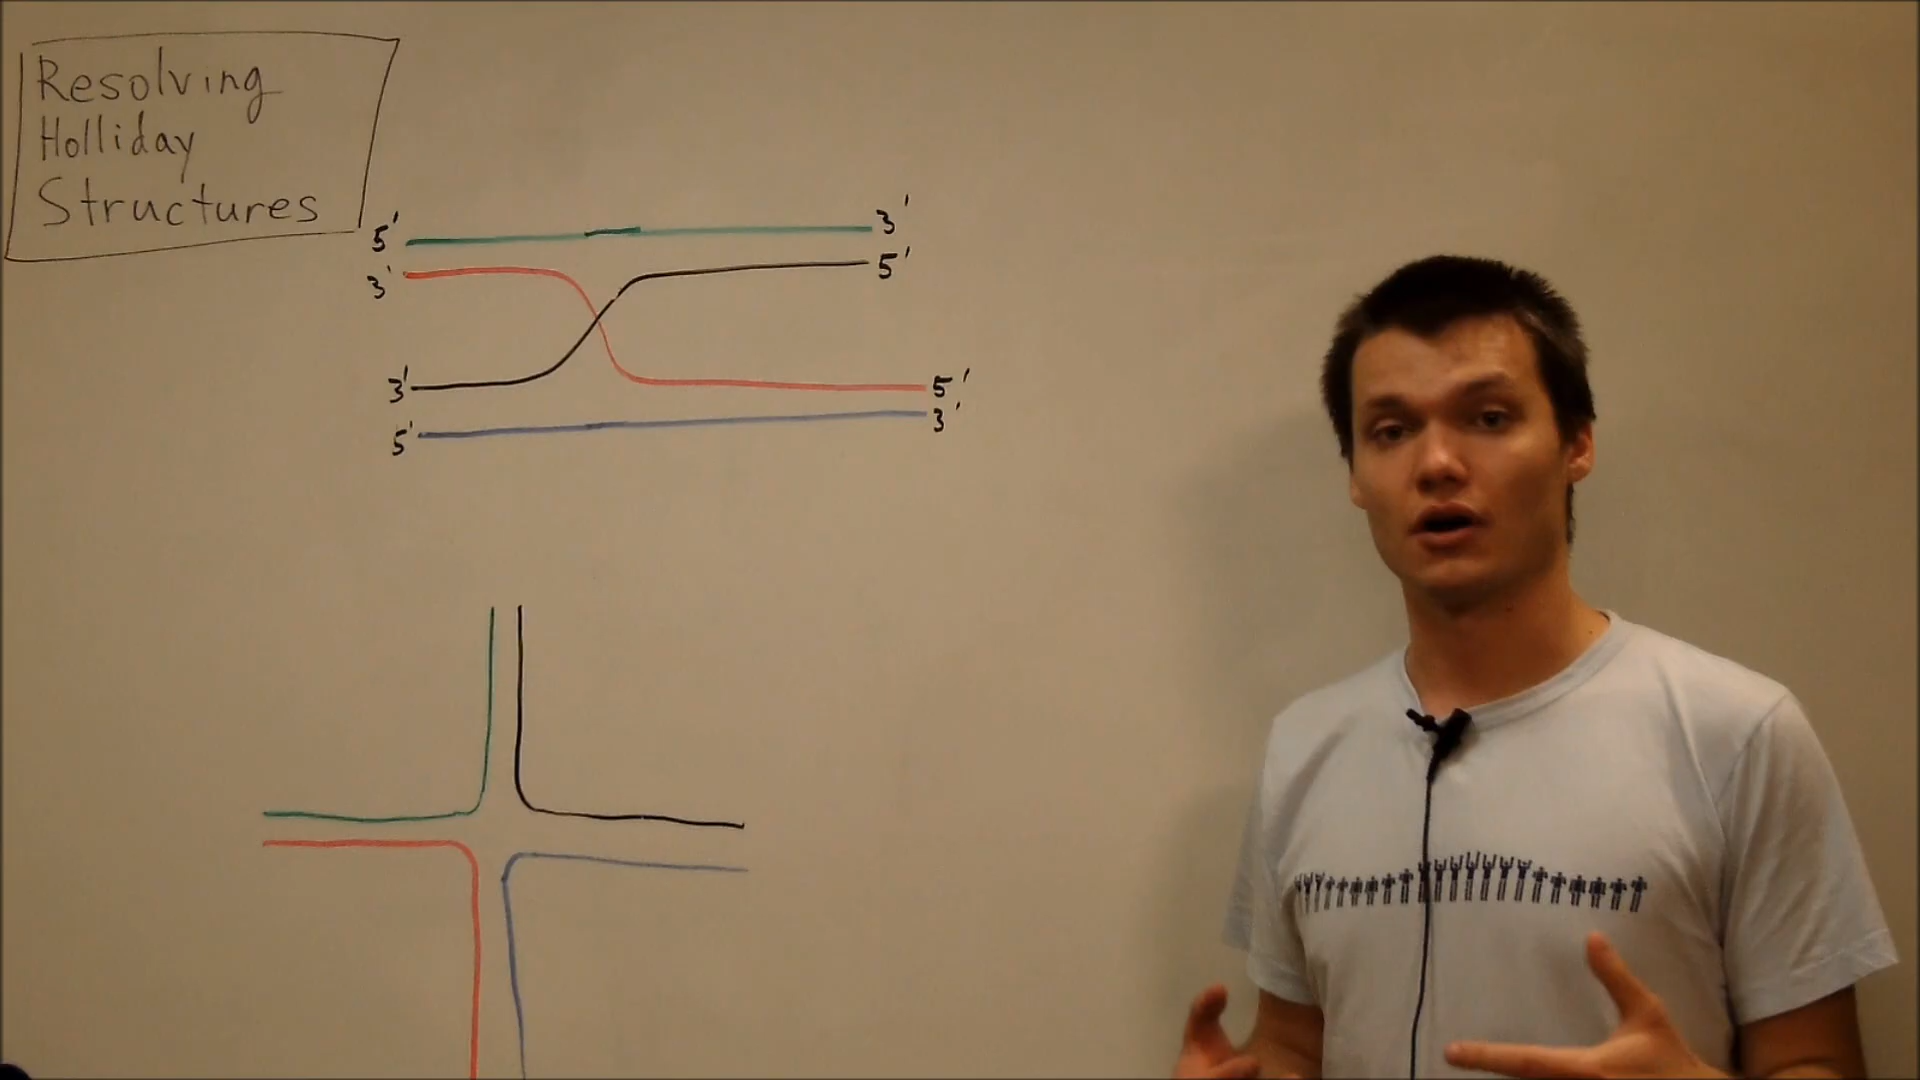 Resolving
Holliday
Structures
5' 3'
3' 5'
3' 5'
5' 3'